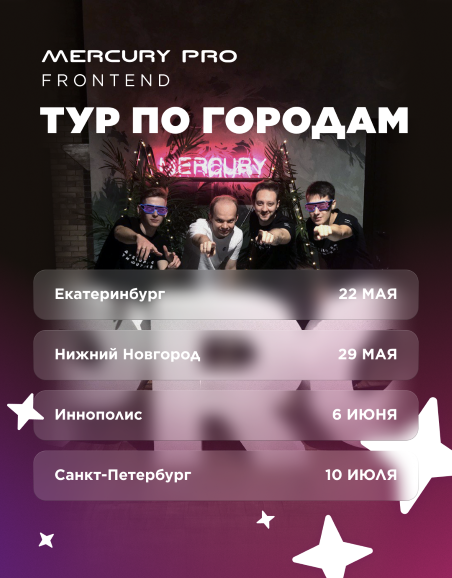 MERCURY PRO
FRONTEND
ТУР ПО ГОРОДАМ
MERCURY
Екатеринбург 22 МАЯ
Нижний Новгород 29 МАЯ
Иннополис 6 ИЮНЯ
Санкт-Петербург 10 ИЮЛЯ